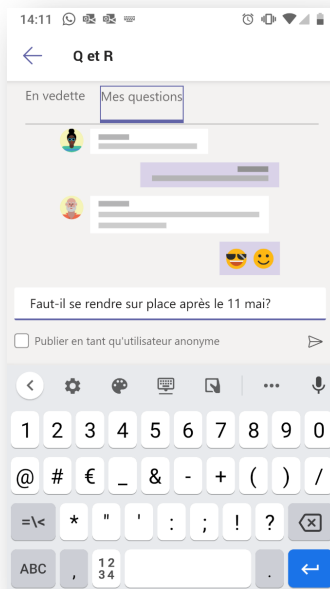 14:11
Q et R
En vedette Mes questions
Faut-il se rendre sur place après le 11 mai?
Publier en tant qu'utilisateur anonyme
1 2 3 4 5 6 7 8 9 0
@ # € _ & - + ( ) /
=\< * " ' : ; ! ?
ABC , 12 34 .